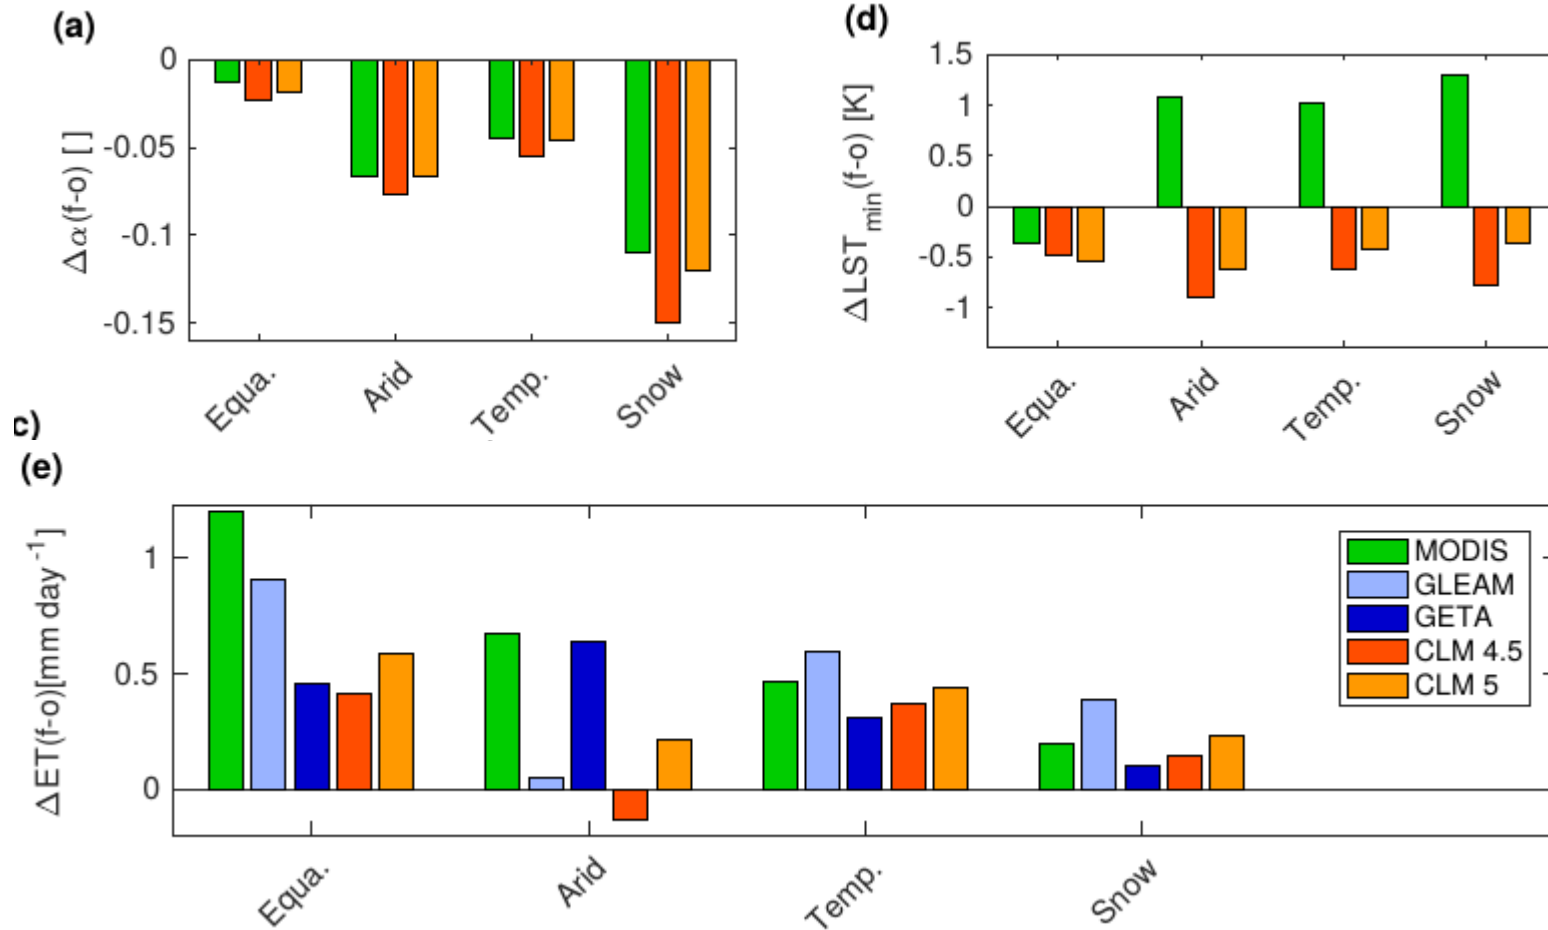 (a)
0
-0.05
-0.1
-0.15
Δα(f-o) [ ]
Equa.
Arid
Temp.
Snow
(d)
1.5
1
0.5
0
-0.5
-1
ΔLST_min(f-o) [K]
Equa.
Arid
Temp.
Snow
c)
(e)
1
0.5
0
ΔET(f-o)[mm day⁻¹]
Equa.
Arid
Temp.
Snow
MODIS
GLEAM
GETA
CLM 4.5
CLM 5